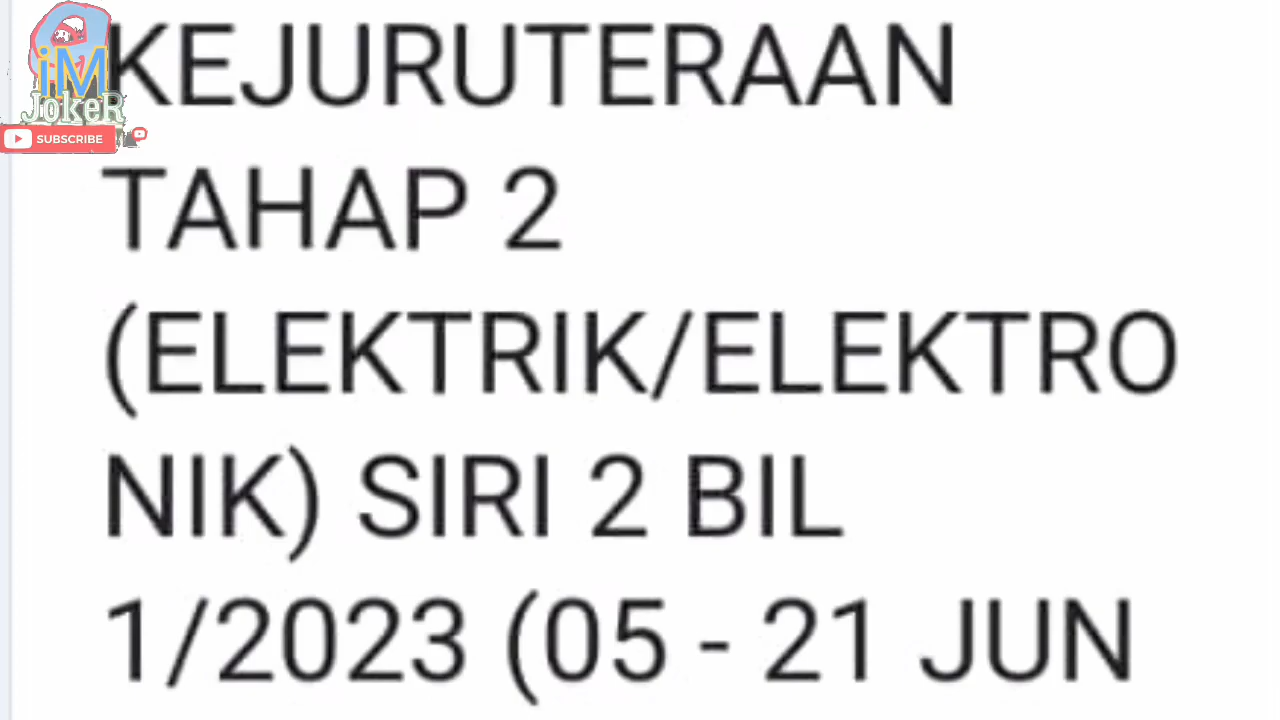 iM
JokeR
SUBSCRIBE
KEJURUTERAAN
TAHAP 2
(ELEKTRIK/ELEKTRO
NIK) SIRI 2 BIL
1/2023 (05 - 21 JUN